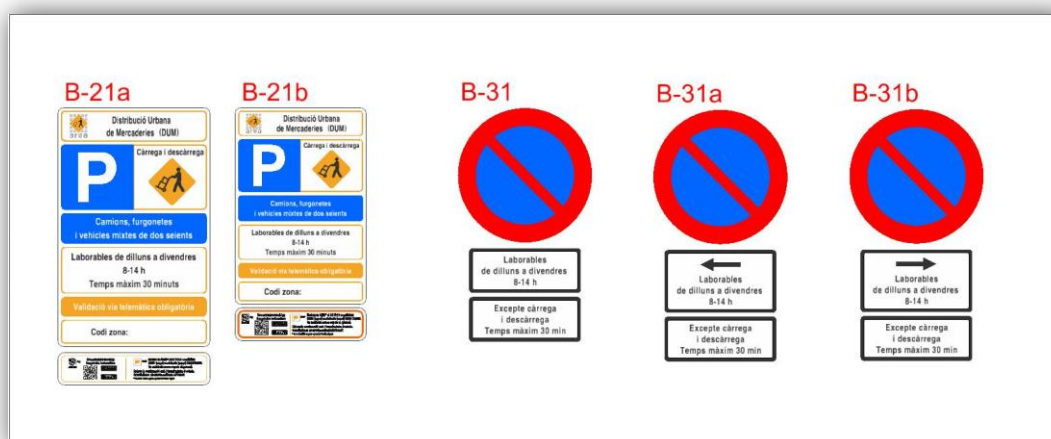 B-21a
Distribució Urbana
de Mercaderies (DUM)
P
Càrrega i descàrrega
Camions, furgonetes
i vehicles mixtes de dos seients
Laborables de dilluns a divendres
8-14 h
Temps màxim 30 minuts
Validació via telemàtica obligatòria
Codi zona:
B-21b
Distribució Urbana
de Mercaderies (DUM)
P
Càrrega i descàrrega
Camions, furgonetes
i vehicles mixtes de dos seients
Laborables de dilluns a divendres
8-14 h
Temps màxim 30 minuts
Validació via telemàtica obligatòria
Codi zona:
B-31
Laborables
de dilluns a divendres
8-14 h
Excepte càrrega
i descàrrega
Temps màxim 30 min
B-31a
Laborables
de dilluns a divendres
8-14 h
Excepte càrrega
i descàrrega
Temps màxim 30 min
B-31b
Laborables
de dilluns a divendres
8-14 h
Excepte càrrega
i descàrrega
Temps màxim 30 min